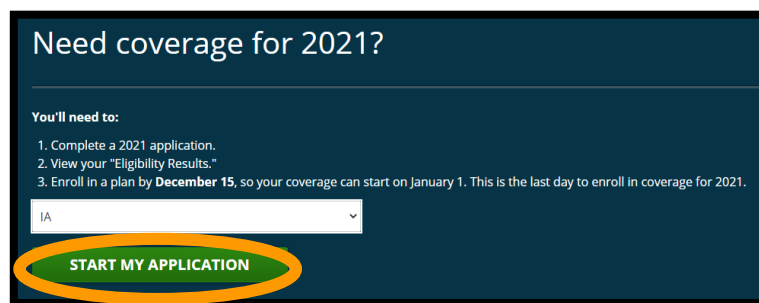 Need coverage for 2021?
You'll need to:
1. Complete a 2021 application.
2. View your "Eligibility Results."
3. Enroll in a plan by December 15, so your coverage can start on January 1. This is the last day to enroll in coverage for 2021.
IA
START MY APPLICATION